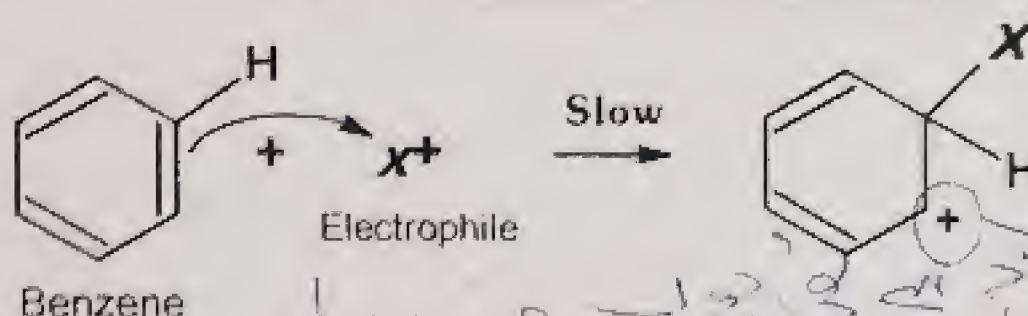 H X
Slow
+ X+ H
Electrophile +
Benzene